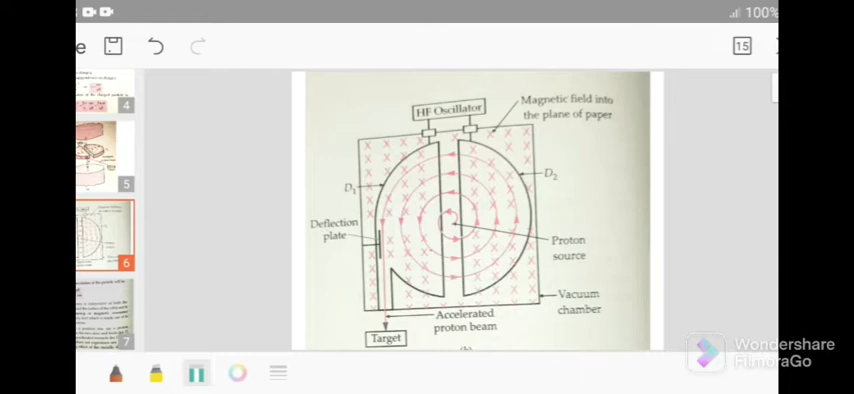 100%
e
15
4
5
6
7
HF Oscillator
Magnetic field into
the plane of paper
D1
D2
Deflection
plate
Proton
source
Vacuum
chamber
Accelerated
proton beam
Target
Wondershare
FilmoraGo